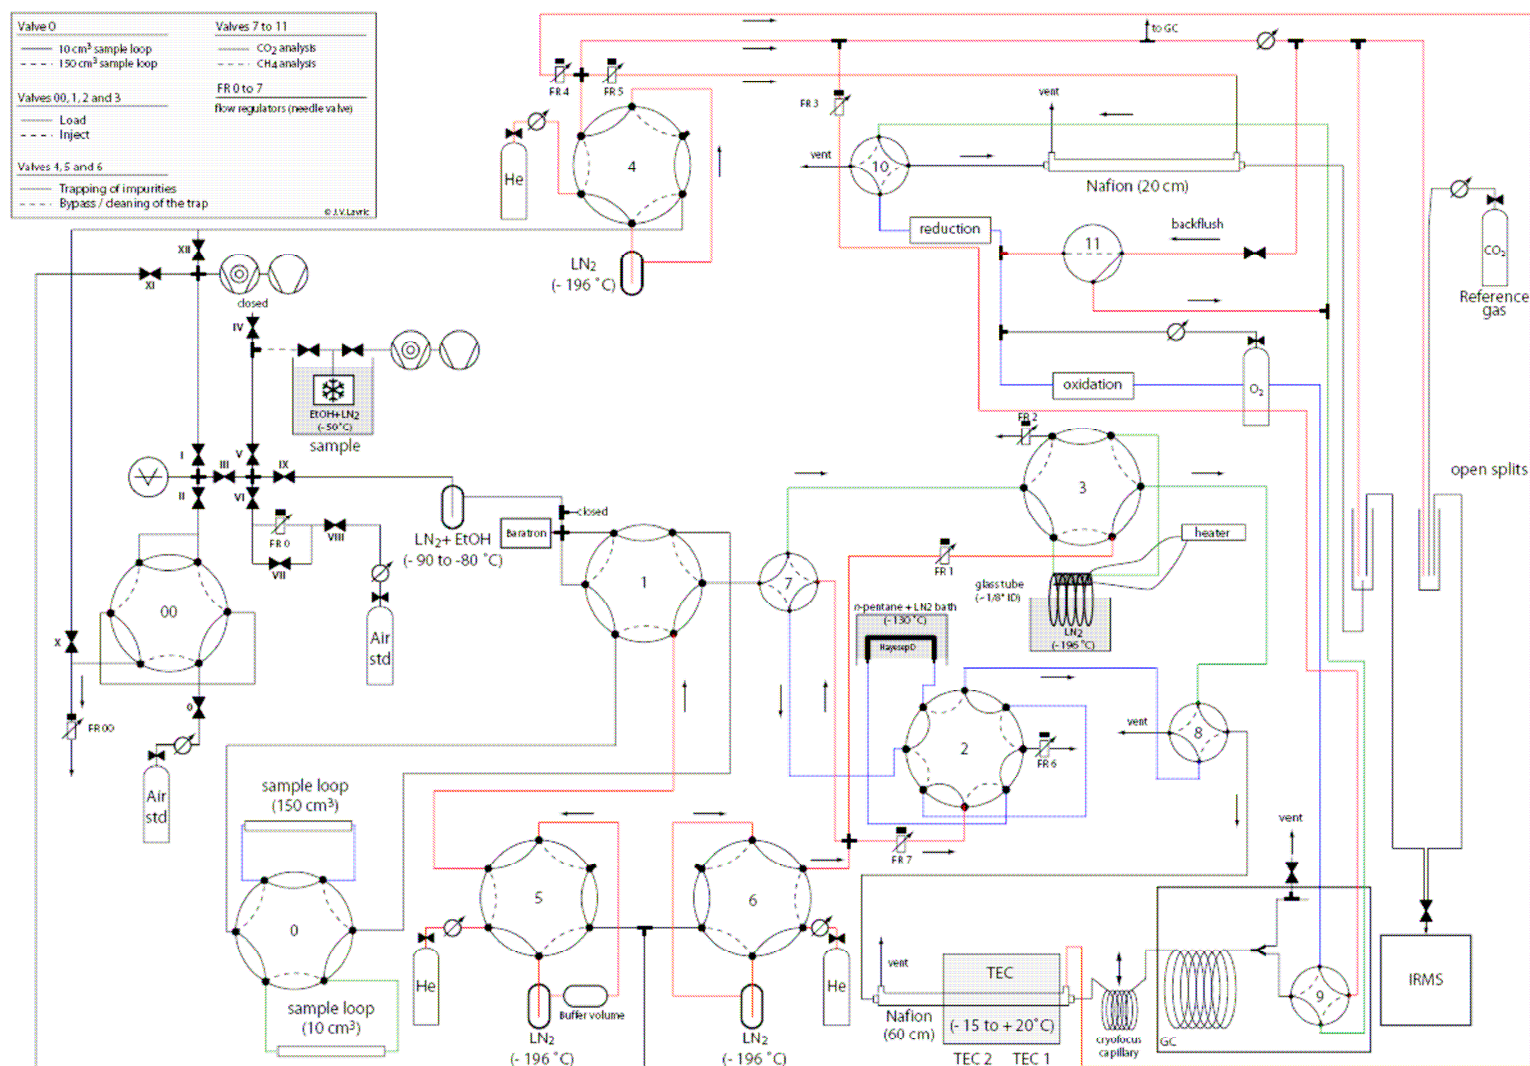 Valve 0
10 cm³ sample loop
150 cm³ sample loop
Valves 00, 1, 2 and 3
Load
Inject
Valves 4, 5 and 6
Trapping of impurities
Bypass / cleaning of the trap
Valves 7 to 11
CO₂ analysis
CH4 analysis
FR 0 to 7
flow regulators (needle valve)
© J.V. Lavric
to GC
FR 4
FR 5
FR 3
He
4
LN₂
(- 196 ˚C)
vent
vent
10
Nafion (20 cm)
reduction
11
backflush
CO₂
Reference
gas
oxidation
O₂
open splits
XII
XI
closed
IV
EtOH+LN₂
(- 50˚C)
sample
I
II
III
V
VI
IX
FR 0
VIII
VII
LN₂+ EtOH
(- 90 to -80 ˚C)
Baratron
closed
1
7
FR 2
3
FR 1
heater
glass tube
(~1/8" ID)
LN2
(- 196˚C)
n-pentane + LN2 bath
(- 130˚C)
HayesepD
00
Air
std
X
FR 00
0
Air
std
2
FR 6
8
vent
FR 7
sample loop
(150 cm³)
0
sample loop
(10 cm³)
5
6
He
LN₂
(- 196 ˚C)
Buffer volume
LN₂
(- 196 ˚C)
He
vent
Nafion
(60 cm)
TEC
(- 15 to + 20˚C)
TEC 2
TEC 1
cryofocus
capillary
GC
vent
9
IRMS